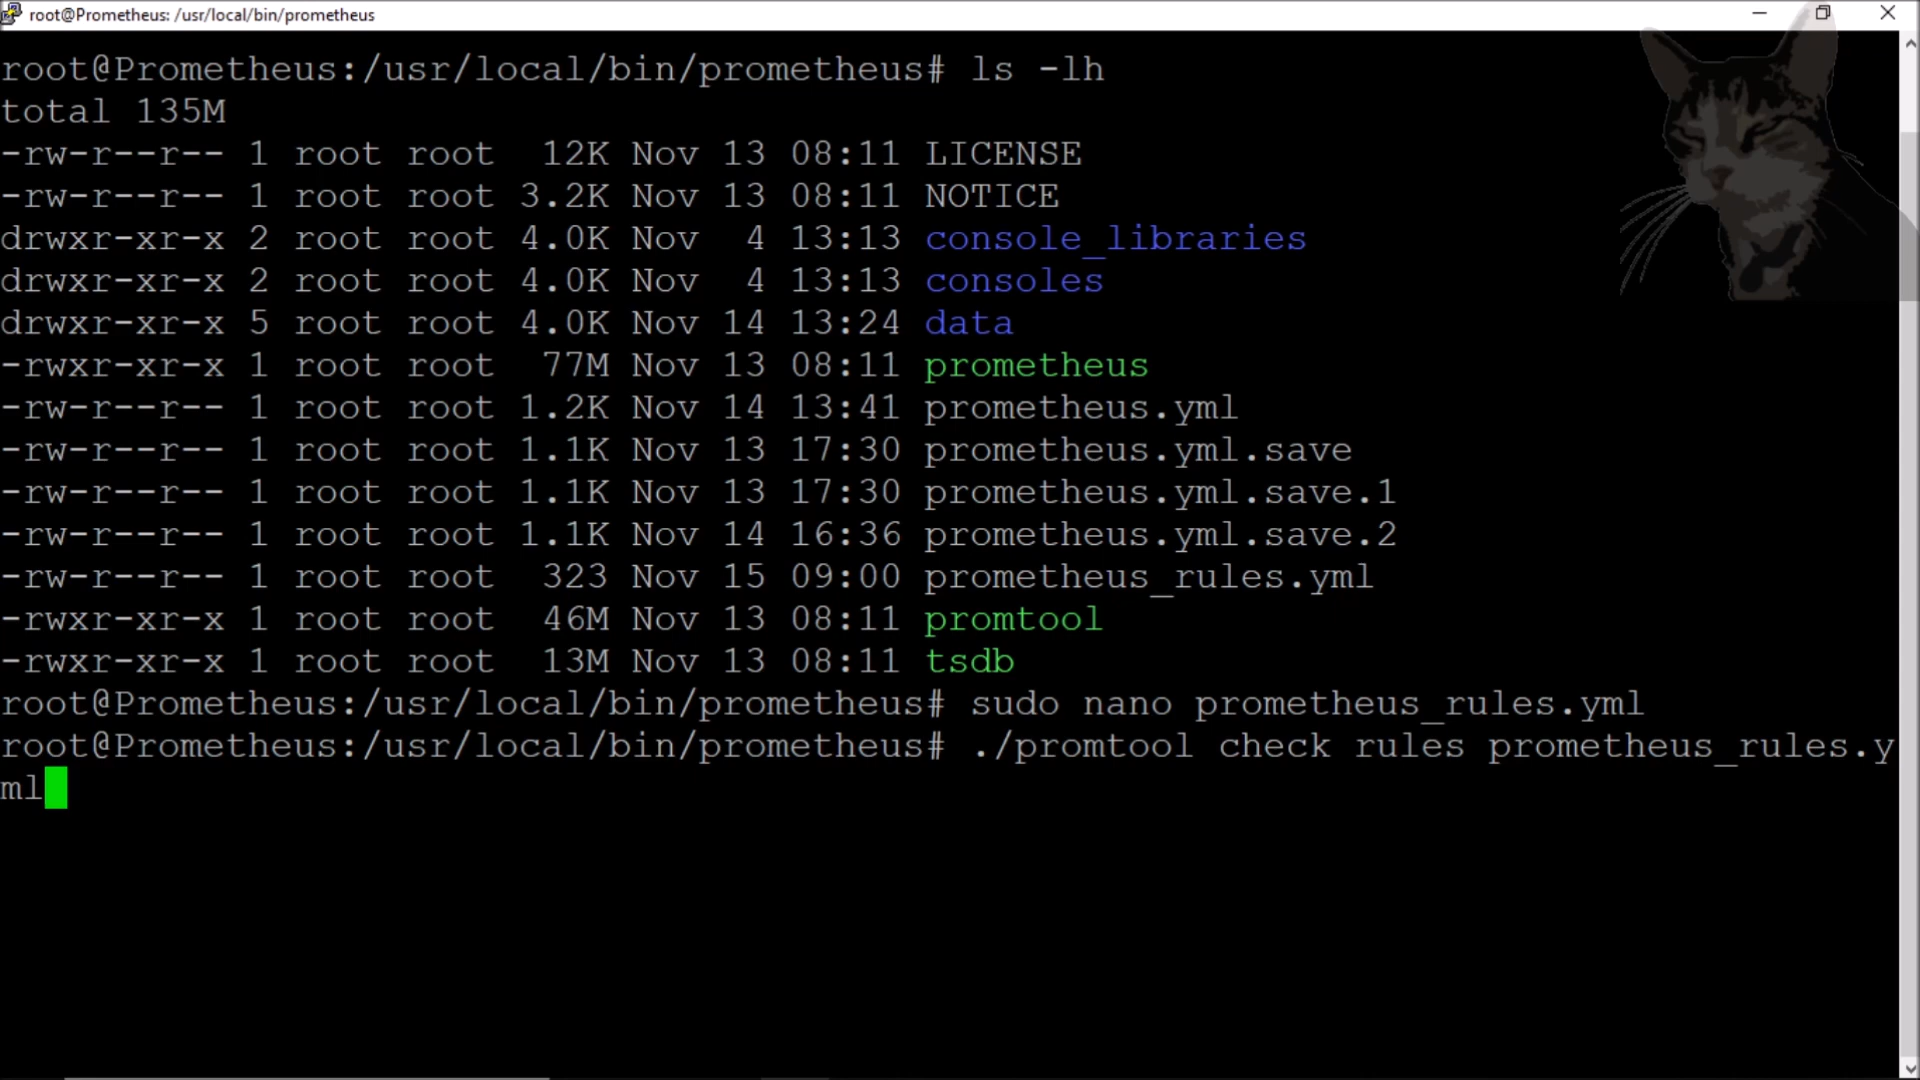 root@Prometheus: /usr/local/bin/prometheus
root@Prometheus:/usr/local/bin/prometheus# ls -lh
total 135M
-rw-r--r-- 1 root root  12K Nov 13 08:11 LICENSE
-rw-r--r-- 1 root root 3.2K Nov 13 08:11 NOTICE
drwxr-xr-x 2 root root 4.0K Nov  4 13:13 console_libraries
drwxr-xr-x 2 root root 4.0K Nov  4 13:13 consoles
drwxr-xr-x 5 root root 4.0K Nov 14 13:24 data
-rwxr-xr-x 1 root root  77M Nov 13 08:11 prometheus
-rw-r--r-- 1 root root 1.2K Nov 14 13:41 prometheus.yml
-rw-r--r-- 1 root root 1.1K Nov 13 17:30 prometheus.yml.save
-rw-r--r-- 1 root root 1.1K Nov 13 17:30 prometheus.yml.save.1
-rw-r--r-- 1 root root 1.1K Nov 14 16:36 prometheus.yml.save.2
-rw-r--r-- 1 root root  323 Nov 15 09:00 prometheus_rules.yml
-rwxr-xr-x 1 root root  46M Nov 13 08:11 promtool
-rwxr-xr-x 1 root root  13M Nov 13 08:11 tsdb
root@Prometheus:/usr/local/bin/prometheus# sudo nano prometheus_rules.yml
root@Prometheus:/usr/local/bin/prometheus# ./promtool check rules prometheus_rules.y
ml